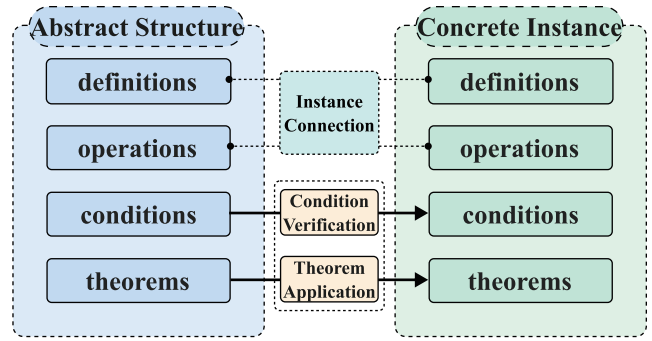 Abstract Structure
definitions
operations
conditions
theorems
Instance
Connection
Condition
Verification
Theorem
Application
Concrete Instance
definitions
operations
conditions
theorems